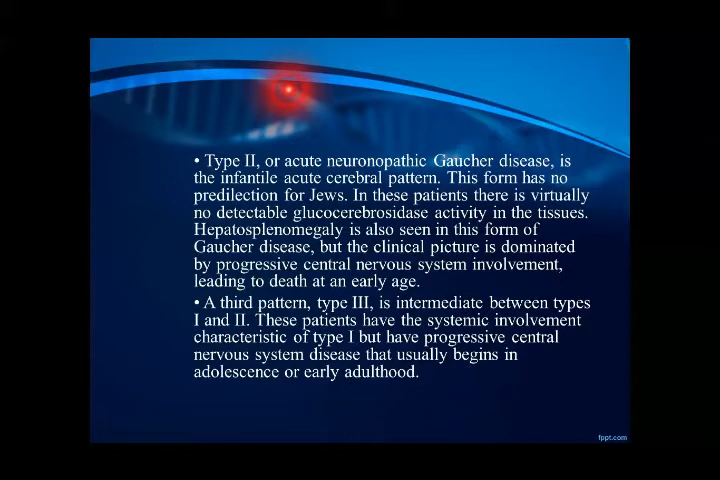 • Type II, or acute neuronopathic Gaucher disease, is
the infantile acute cerebral pattern. This form has no
predilection for Jews. In these patients there is virtually
no detectable glucocerebrosidase activity in the tissues.
Hepatosplenomegaly is also seen in this form of
Gaucher disease, but the clinical picture is dominated
by progressive central nervous system involvement,
leading to death at an early age.
• A third pattern, type III, is intermediate between types
I and II. These patients have the systemic involvement
characteristic of type I but have progressive central
nervous system disease that usually begins in
adolescence or early adulthood.
fppt.com